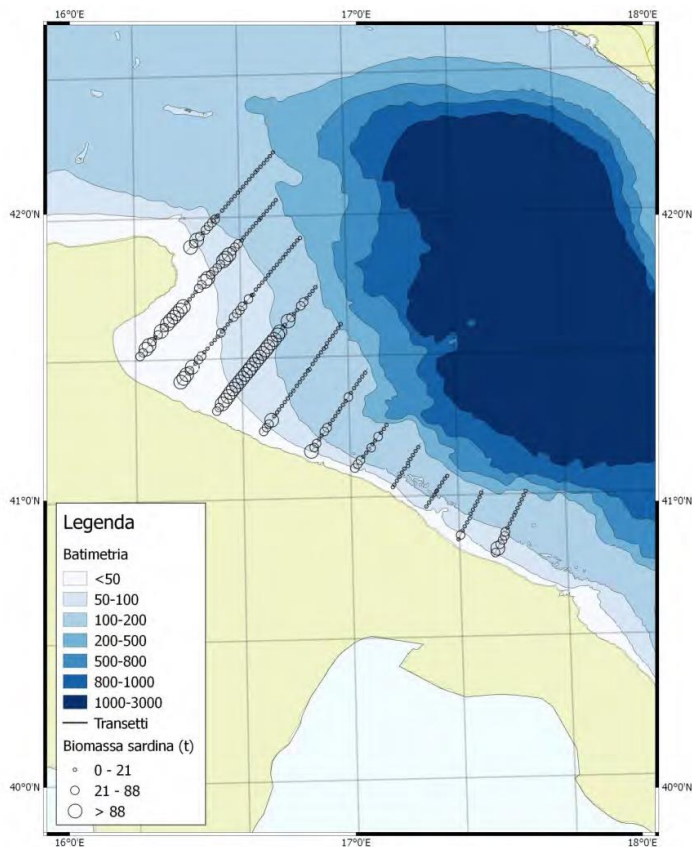 16°0'E 17°0'E 18°0'E
42°0'N 42°0'N
41°0'N 41°0'N
Legenda
Batimetria
<50
50-100
100-200
200-500
500-800
800-1000
1000-3000
Transetti
Biomassa sardina (t)
0 - 21
21 - 88
> 88
40°0'N 40°0'N
16°0'E 17°0'E 18°0'E